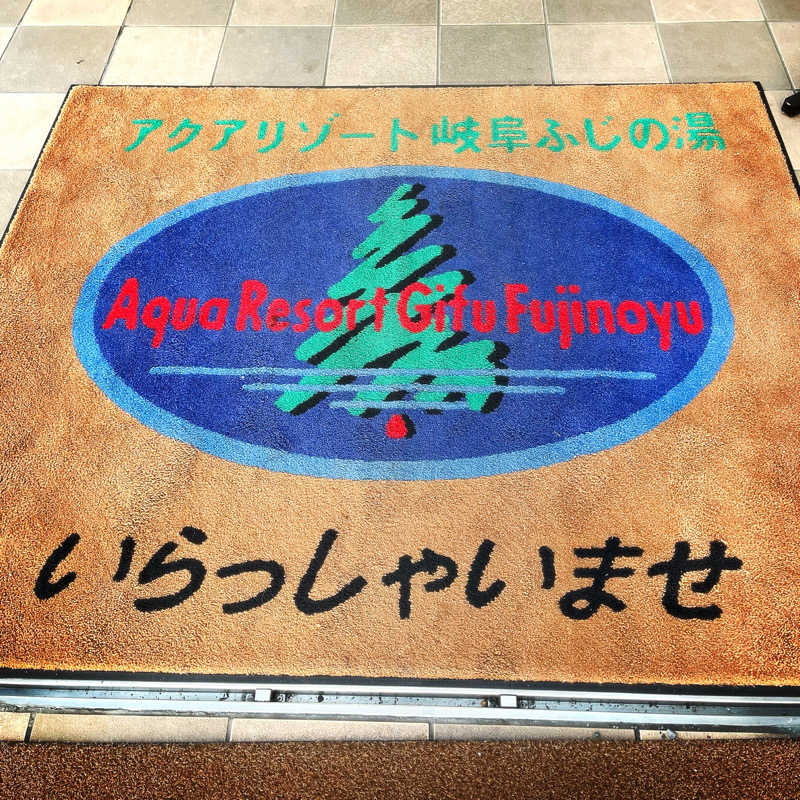 アクアリゾート岐阜ふじの湯
Aqua Resort Gifu Fujinoyu
いらっしゃいませ